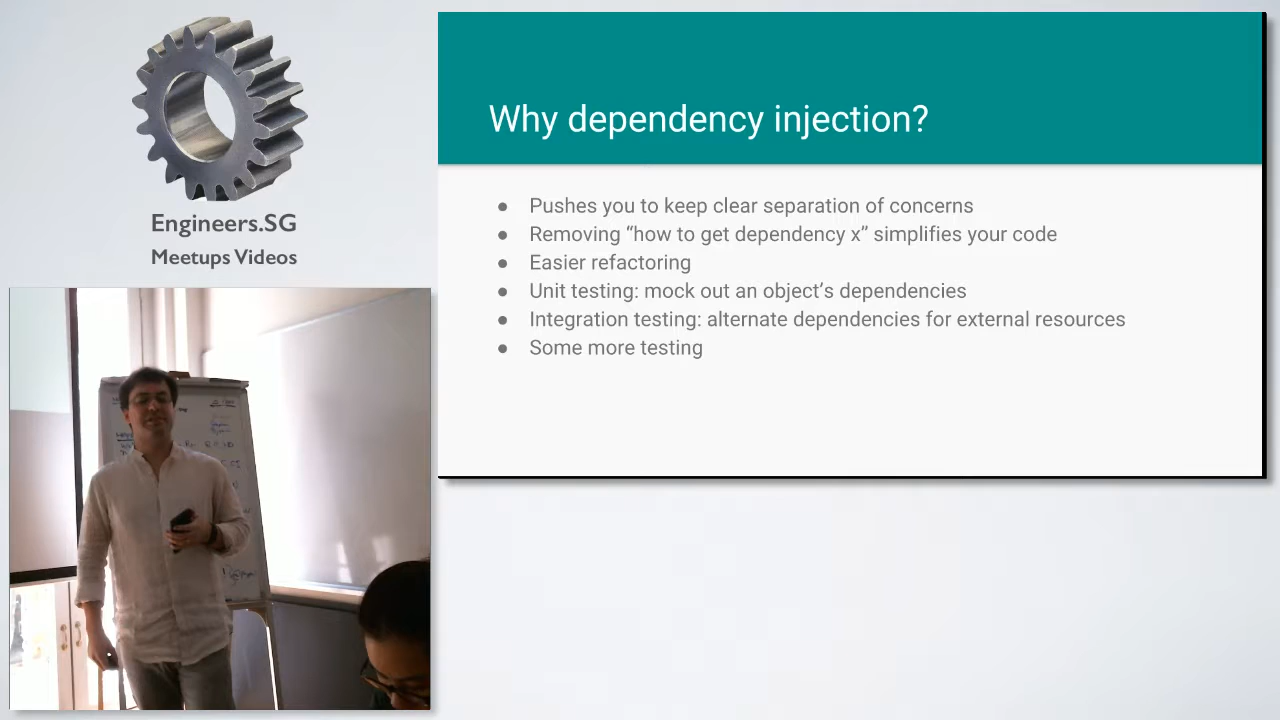 Engineers.SG
Meetups Videos
Why dependency injection?
● Pushes you to keep clear separation of concerns
● Removing “how to get dependency x” simplifies your code
● Easier refactoring
● Unit testing: mock out an object’s dependencies
● Integration testing: alternate dependencies for external resources
● Some more testing